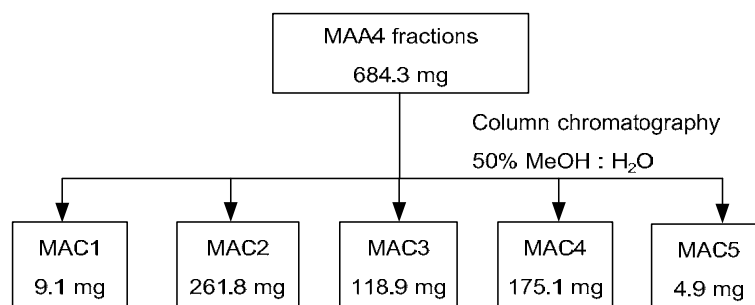 MAA4 fractions
684.3 mg
Column chromatography
50% MeOH : H₂O
MAC1
9.1 mg
MAC2
261.8 mg
MAC3
118.9 mg
MAC4
175.1 mg
MAC5
4.9 mg